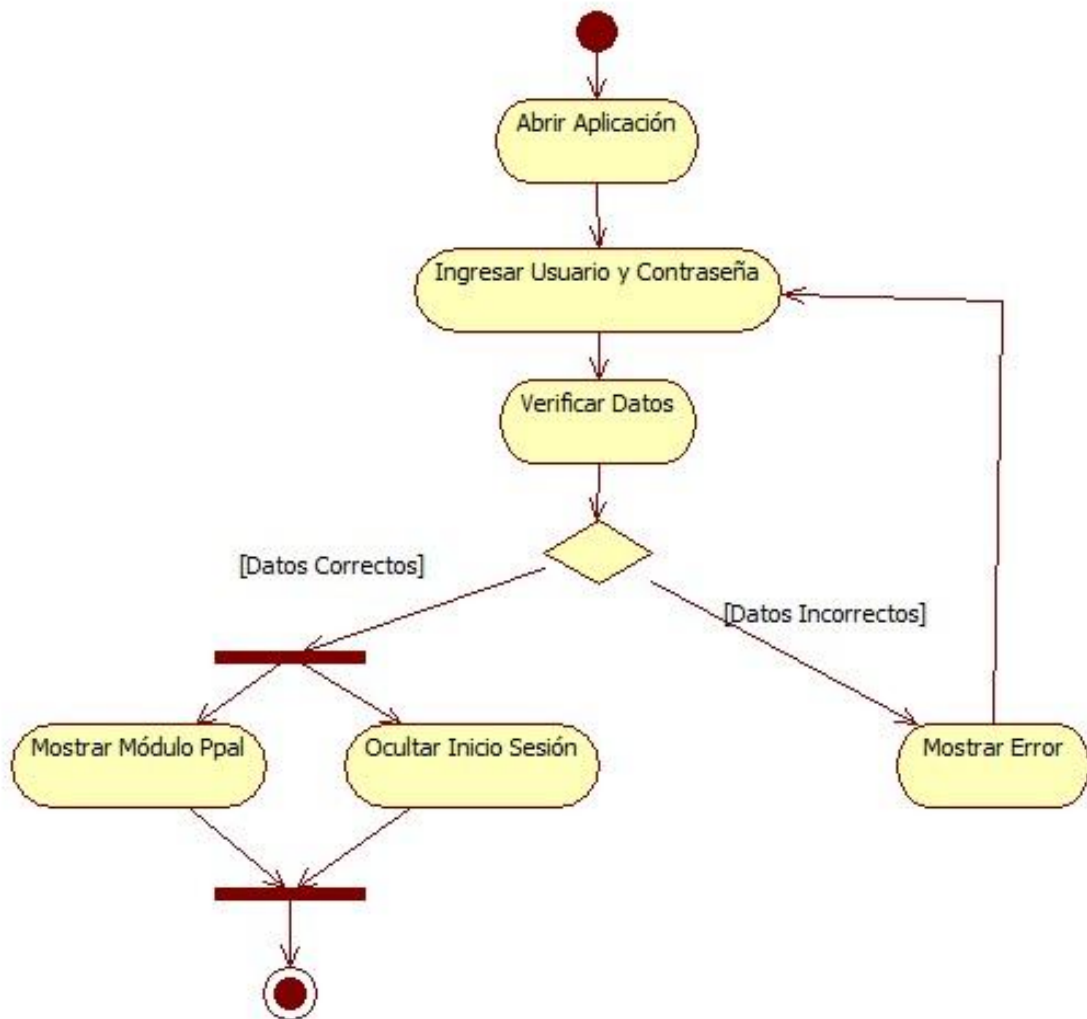 Abrir Aplicación
Ingresar Usuario y Contraseña
Verificar Datos
[Datos Correctos]
[Datos Incorrectos]
Mostrar Módulo Ppal
Ocultar Inicio Sesión
Mostrar Error